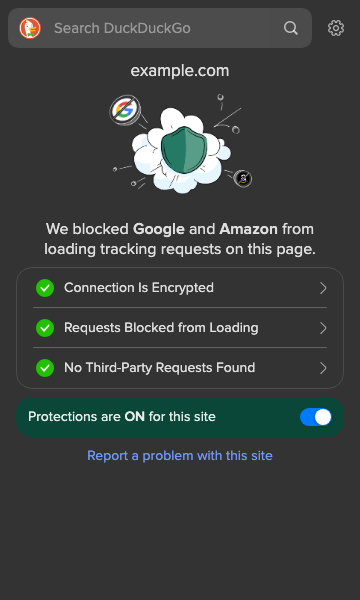 Search DuckDuckGo
example.com
We blocked Google and Amazon from
loading tracking requests on this page.
Connection Is Encrypted
Requests Blocked from Loading
No Third-Party Requests Found
Protections are ON for this site
Report a problem with this site